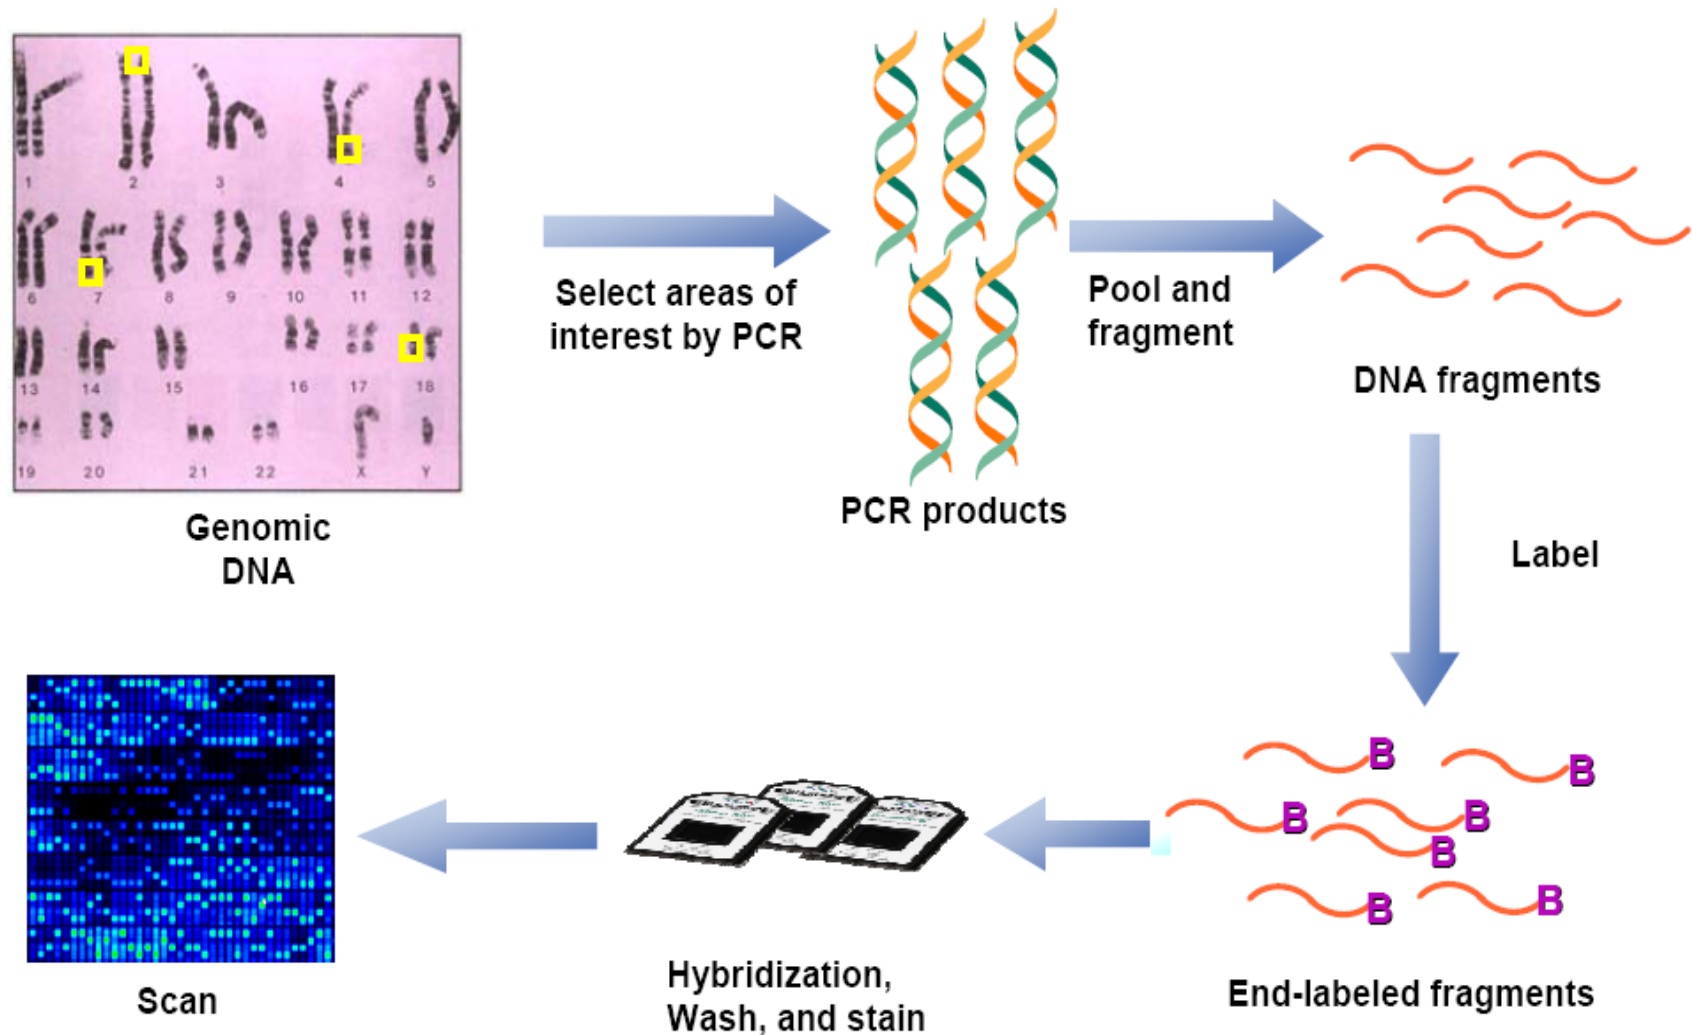 1 2 3 4 5
6 7 8 9 10 11 12
13 14 15 16 17 18
19 20 21 22 X Y
Genomic
DNA
Select areas of
interest by PCR
PCR products
Pool and
fragment
DNA fragments
Label
B
B
B
B
B
B
B
End-labeled fragments
Hybridization,
Wash, and stain
Scan